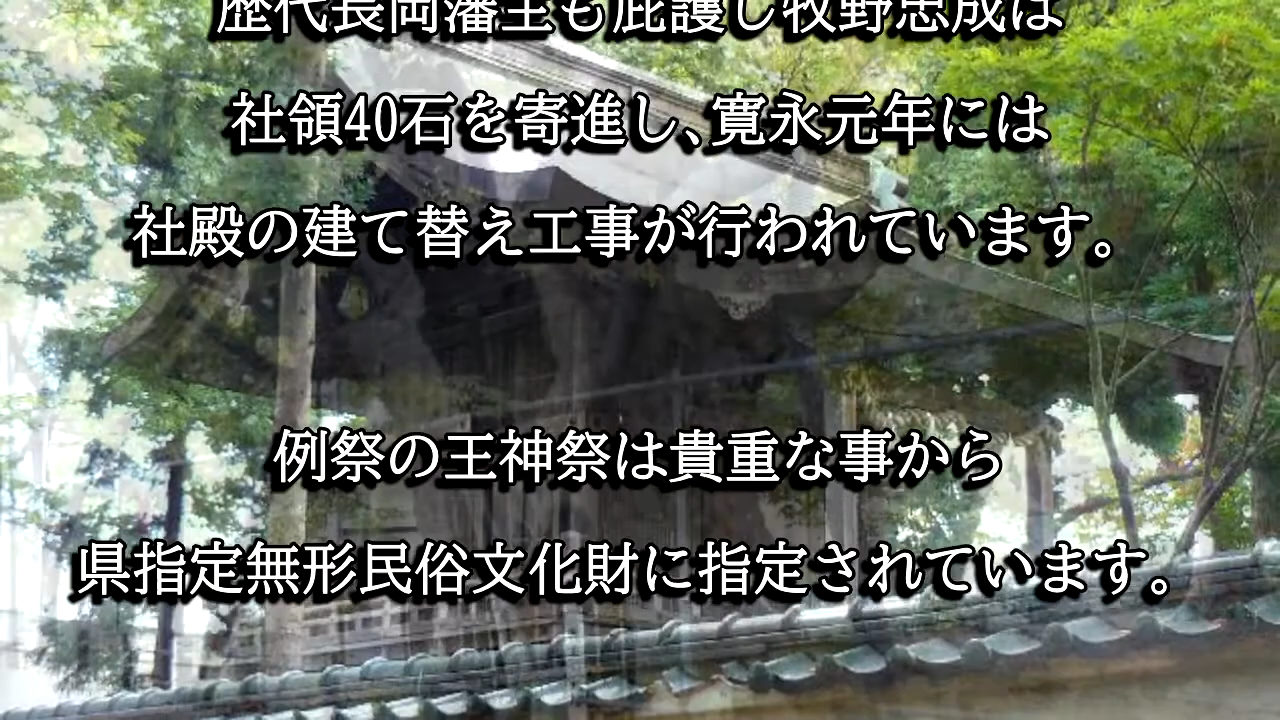 歴代長岡藩主も庇護し牧野忠成は
社領40石を寄進し、寛永元年には
社殿の建て替え工事が行われています。
例祭の王神祭は貴重な事から
県指定無形民俗文化財に指定されています。